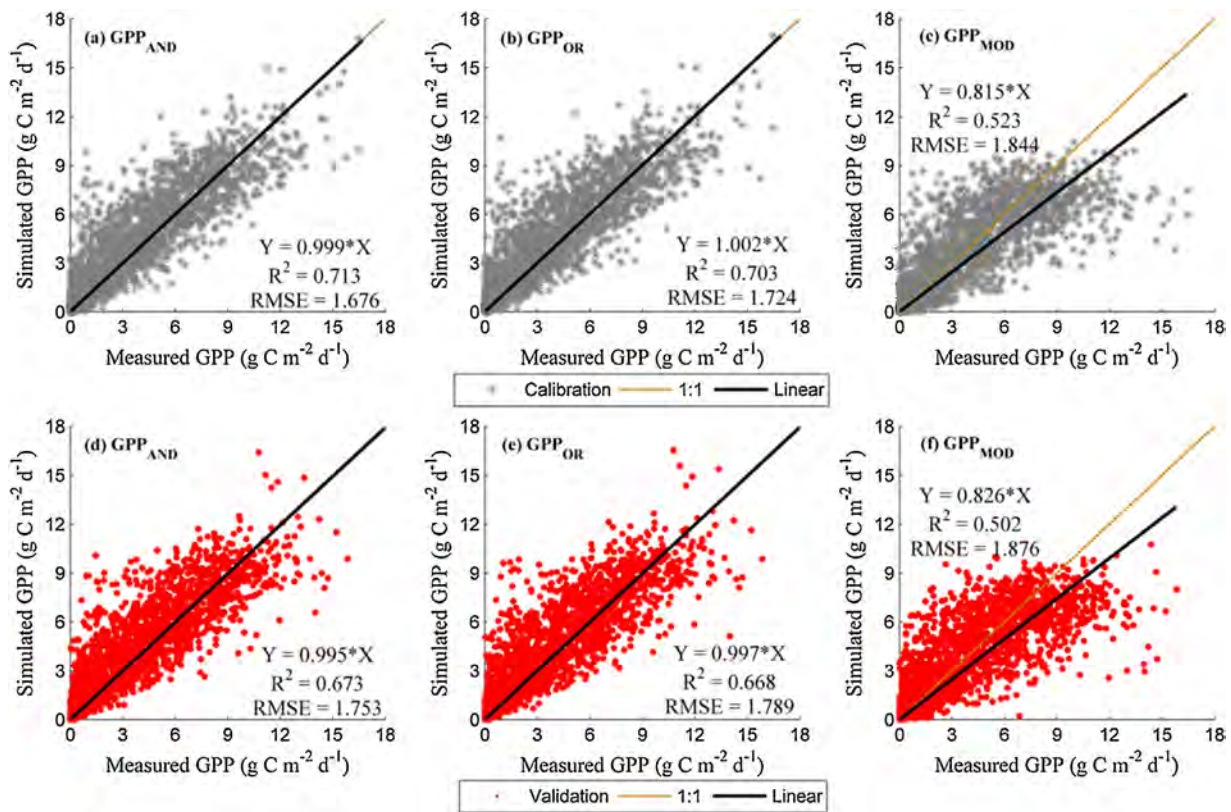 (a) GPP_AND
Y = 0.999*X
R² = 0.713
RMSE = 1.676
18
15
12
9
6
3
0
0 3 6 9 12 15 18
Simulated GPP (g C m⁻² d⁻¹)
Measured GPP (g C m⁻² d⁻¹)
(b) GPP_OR
Y = 1.002*X
R² = 0.703
RMSE = 1.724
18
15
12
9
6
3
0
0 3 6 9 12 15 18
Simulated GPP (g C m⁻² d⁻¹)
Measured GPP (g C m⁻² d⁻¹)
(c) GPP_MOD
Y = 0.815*X
R² = 0.523
RMSE = 1.844
18
15
12
9
6
3
0
0 3 6 9 12 15 18
Simulated GPP (g C m⁻² d⁻¹)
Measured GPP (g C m⁻² d⁻¹)
Calibration 1:1 Linear
(d) GPP_AND
Y = 0.995*X
R² = 0.673
RMSE = 1.753
18
15
12
9
6
3
0
0 3 6 9 12 15 18
Simulated GPP (g C m⁻² d⁻¹)
Measured GPP (g C m⁻² d⁻¹)
(e) GPP_OR
Y = 0.997*X
R² = 0.668
RMSE = 1.789
18
15
12
9
6
3
0
0 3 6 9 12 15 18
Simulated GPP (g C m⁻² d⁻¹)
Measured GPP (g C m⁻² d⁻¹)
(f) GPP_MOD
Y = 0.826*X
R² = 0.502
RMSE = 1.876
18
15
12
9
6
3
0
0 3 6 9 12 15 18
Simulated GPP (g C m⁻² d⁻¹)
Measured GPP (g C m⁻² d⁻¹)
Validation 1:1 Linear